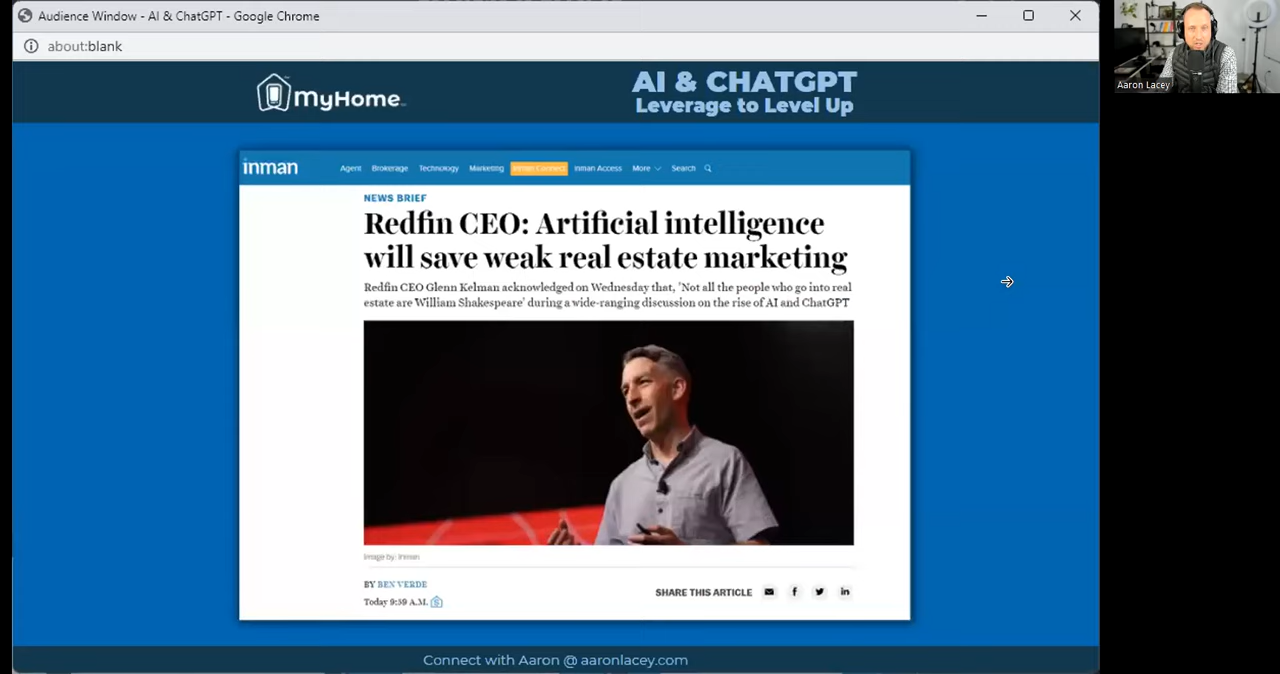 Audience Window - AI & ChatGPT - Google Chrome
about:blank
MyHome
AI & CHATGPT
Leverage to Level Up
inman
Agent Brokerage Technology Marketing Inman Connect Inman Access More Search
NEWS BRIEF
Redfin CEO: Artificial intelligence
will save weak real estate marketing
Redfin CEO Glenn Kelman acknowledged on Wednesday that, 'Not all the people who go into real
estate are William Shakespeare' during a wide-ranging discussion on the rise of AI and ChatGPT
Image by: Inman
BY BEN VERDE
Today 9:39 A.M.
SHARE THIS ARTICLE
Connect with Aaron @ aaronlacey.com
Aaron Lacey